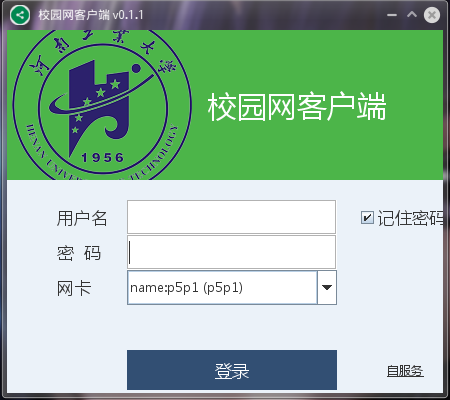 校园网客户端 v0.1.1
河南工业大学
校园网客户端
1956
HENAN UNIVERSITY OF TECHNOLOGY
用户名
记住密码
密 码
网卡
name:p5p1 (p5p1)
登录
自服务